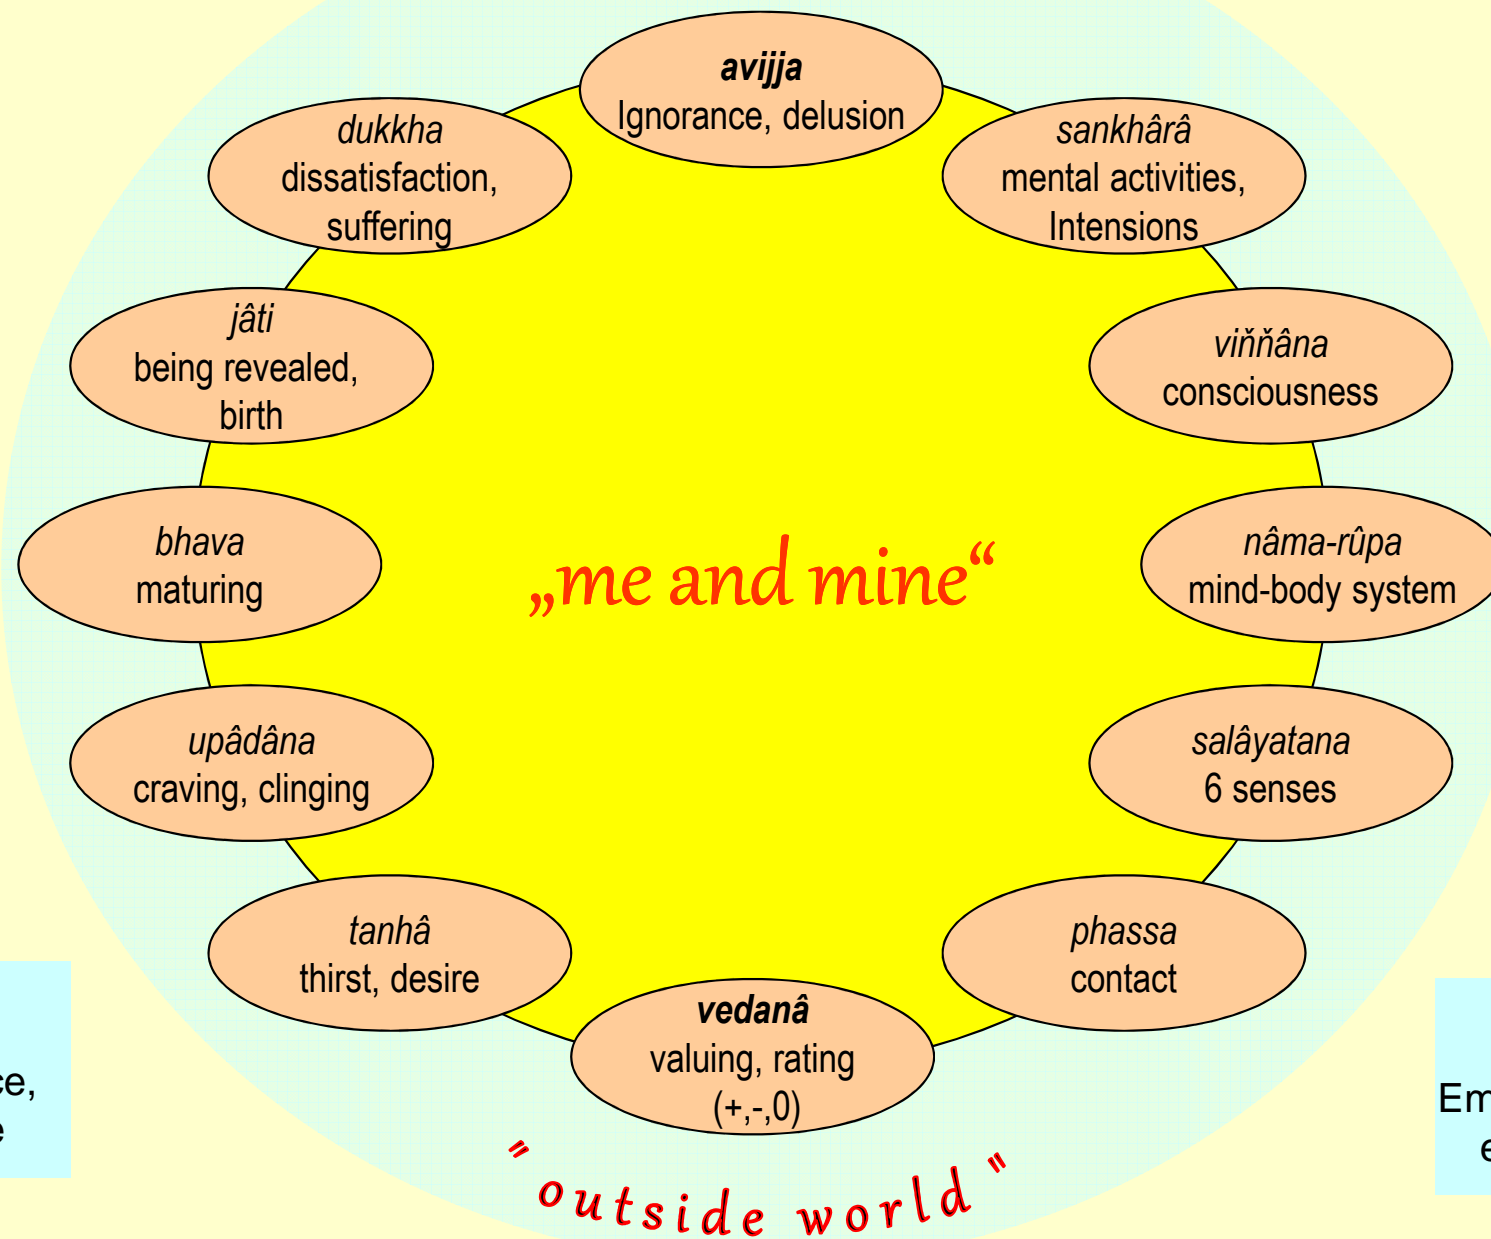 avijja
Ignorance, delusion
sankhârâ
mental activities,
Intensions
viňňâna
consciousness
nâma-rûpa
mind-body system
salâyatana
6 senses
phassa
contact
vedanâ
valuing, rating
(+,-,0)
tanhâ
thirst, desire
upâdâna
craving, clinging
bhava
maturing
jâti
being revealed,
birth
dukkha
dissatisfaction,
suffering
„me and mine“
"outside world"